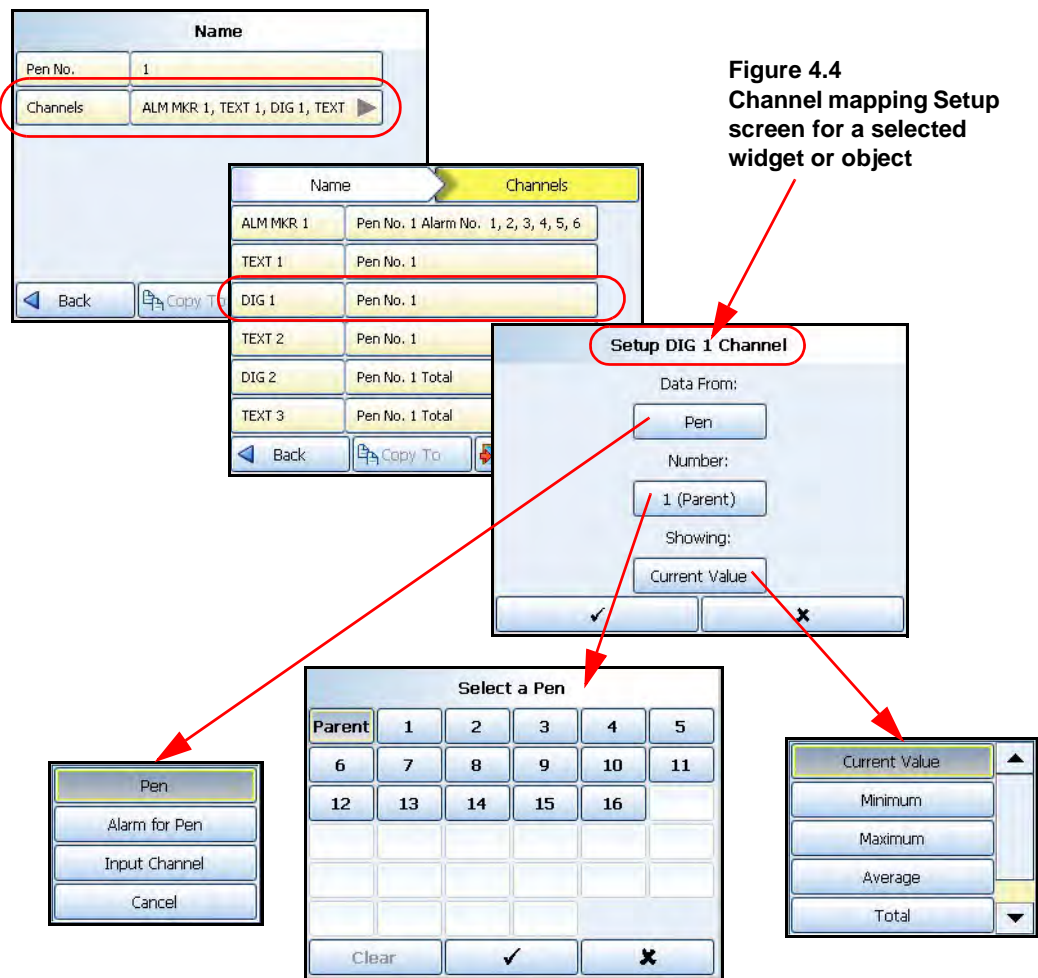 Name
Pen No. 1
Channels ALM MKR 1, TEXT 1, DIG 1, TEXT
Back Copy To
Figure 4.4
Channel mapping Setup
screen for a selected
widget or object
Name Channels
ALM MKR 1 Pen No. 1 Alarm No. 1, 2, 3, 4, 5, 6
TEXT 1 Pen No. 1
DIG 1 Pen No. 1
TEXT 2 Pen No. 1
DIG 2 Pen No. 1 Total
TEXT 3 Pen No. 1 Total
Back Copy To
Setup DIG 1 Channel
Data From:
Pen
Number:
1 (Parent)
Showing:
Current Value
Pen
Alarm for Pen
Input Channel
Cancel
Select a Pen
Parent 1 2 3 4 5
6 7 8 9 10 11
12 13 14 15 16
Clear
Current Value
Minimum
Maximum
Average
Total